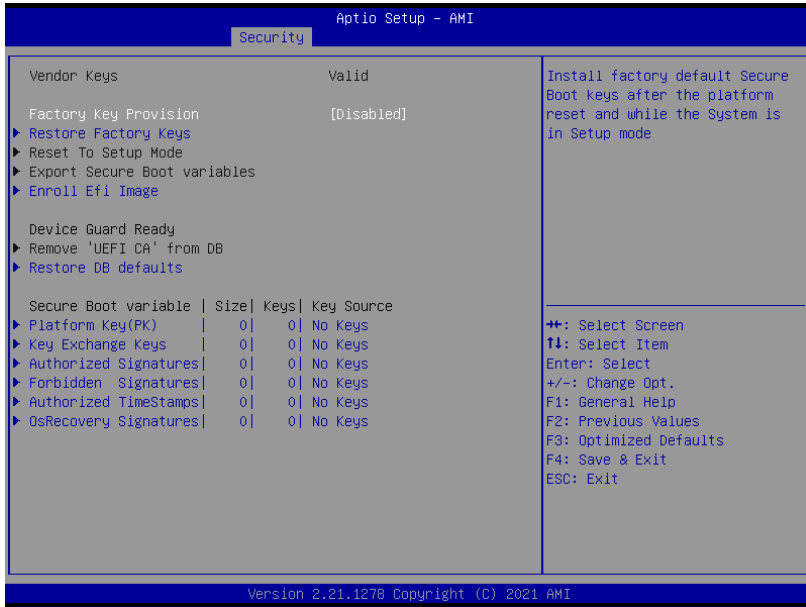 Aptio Setup – AMI
Security
Vendor Keys Valid
Factory Key Provision [Disabled]
Restore Factory Keys
Reset To Setup Mode
Export Secure Boot variables
Enroll Efi Image
Device Guard Ready
Remove 'UEFI CA' from DB
Restore DB defaults
Secure Boot variable | Size| Keys| Key Source
Platform Key(PK) | 0| 0| No Keys
Key Exchange Keys | 0| 0| No Keys
Authorized Signatures| 0| 0| No Keys
Forbidden Signatures| 0| 0| No Keys
Authorized TimeStamps| 0| 0| No Keys
OsRecovery Signatures| 0| 0| No Keys
Install factory default Secure
Boot keys after the platform
reset and while the System is
in Setup mode
→←: Select Screen
↑↓: Select Item
Enter: Select
+/-: Change Opt.
F1: General Help
F2: Previous Values
F3: Optimized Defaults
F4: Save & Exit
ESC: Exit
Version 2.21.1278 Copyright (C) 2021 AMI